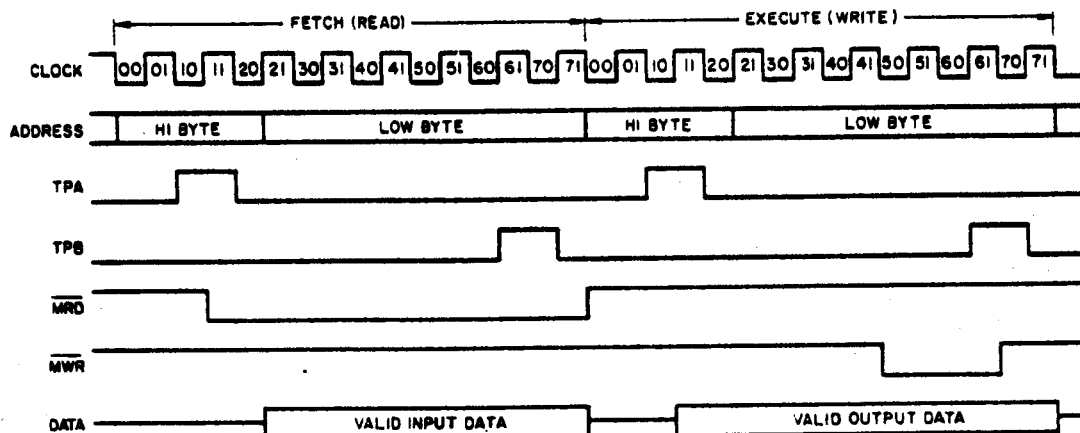 FETCH (READ) EXECUTE (WRITE)
CLOCK 00 01 10 11 20 21 30 31 40 41 50 51 60 61 70 71 00 01 10 11 20 21 30 31 40 41 50 51 60 61 70 71
ADDRESS HI BYTE LOW BYTE HI BYTE LOW BYTE
TPA
TPB
MRD
MWR
DATA VALID INPUT DATA VALID OUTPUT DATA